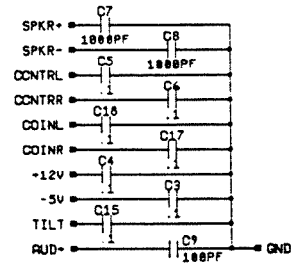 C7
SPKR+
1000PF
SPKR- C8
1000PF
C5
CCNTRL
.1
CCNTRR C6
.1
C18
COINL
.1
COINR C17
.1
C4
+12V
.1
-5V C3
.1
C15
TILT
.1
AUD+ C9 GND
100PF